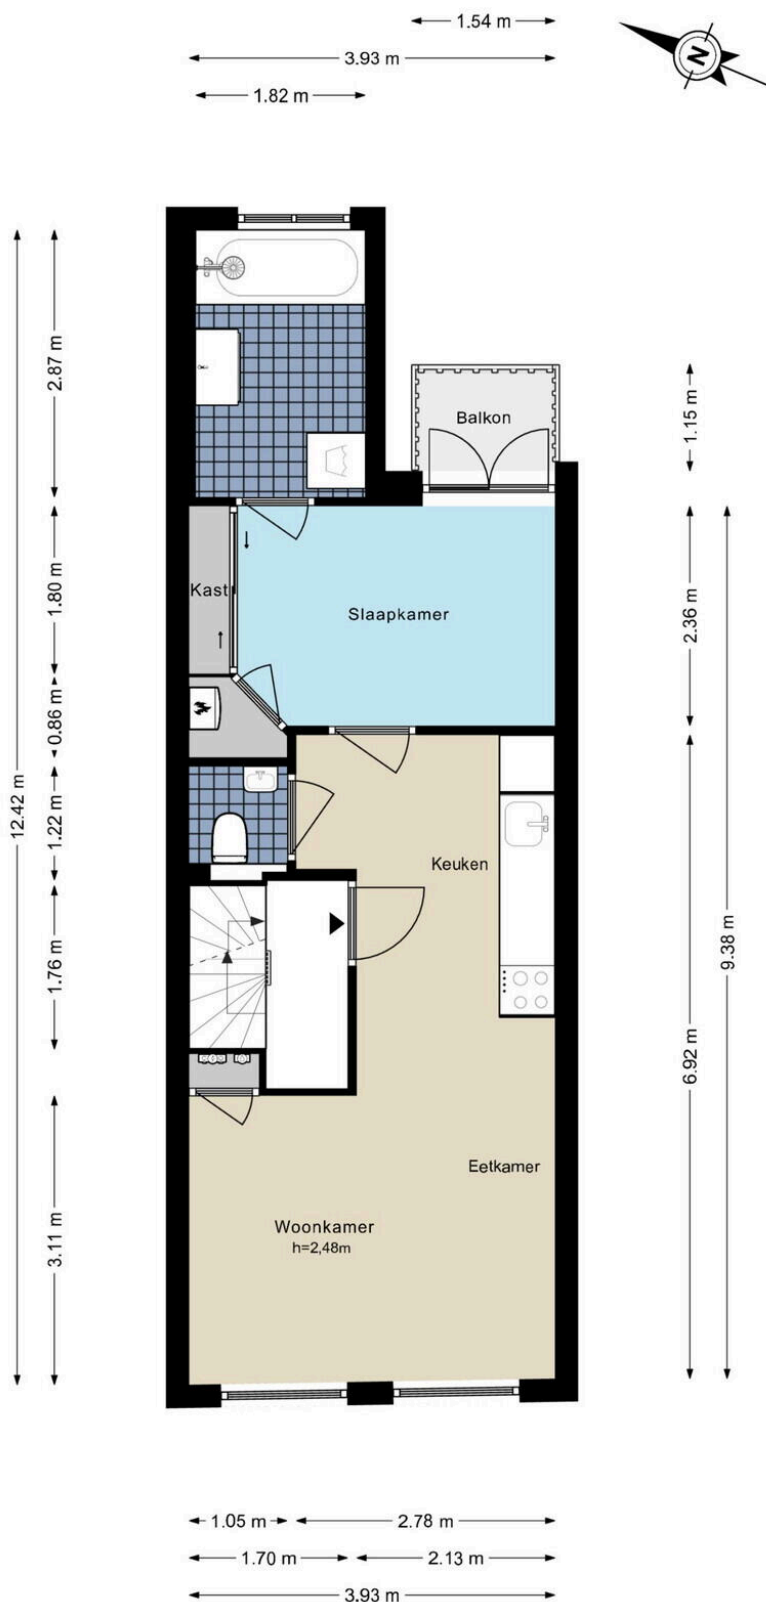 1.54 m
3.93 m
1.82 m
N
2.87 m
1.15 m
Balkon
1.80 m
Kast
Slaapkamer
2.36 m
0.86 m
12.42 m
1.22 m
Keuken
9.38 m
1.76 m
6.92 m
Eetkamer
3.11 m
Woonkamer
h=2,48m
1.05 m
2.78 m
1.70 m
2.13 m
3.93 m